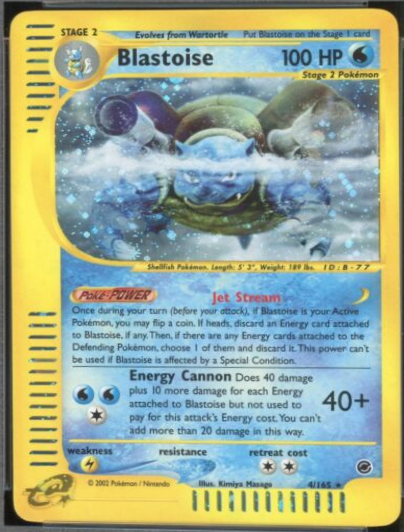 STAGE 2 Evolves from Wartortle Put Blastoise on the Stage 1 card
Blastoise 100 HP
Stage 2 Pokémon
Shellfish Pokémon. Length: 5' 3", Weight: 189 lbs. ID: B-77
Poké-POWER Jet Stream
Once during your turn (before your attack), if Blastoise is your Active
Pokémon, you may flip a coin. If heads, discard an Energy card attached
to Blastoise, if any. Then, if there are any Energy cards attached to the
Defending Pokémon, choose 1 of them and discard it. This power can't
be used if Blastoise is affected by a Special Condition.
Energy Cannon Does 40 damage
plus 10 more damage for each Energy
attached to Blastoise but not used to
pay for this attack's Energy cost. You can't
add more than 20 damage in this way.
40+
weakness resistance retreat cost
© 2002 Pokémon / Nintendo Illus. Kimiya Masago 4/165 ★
e